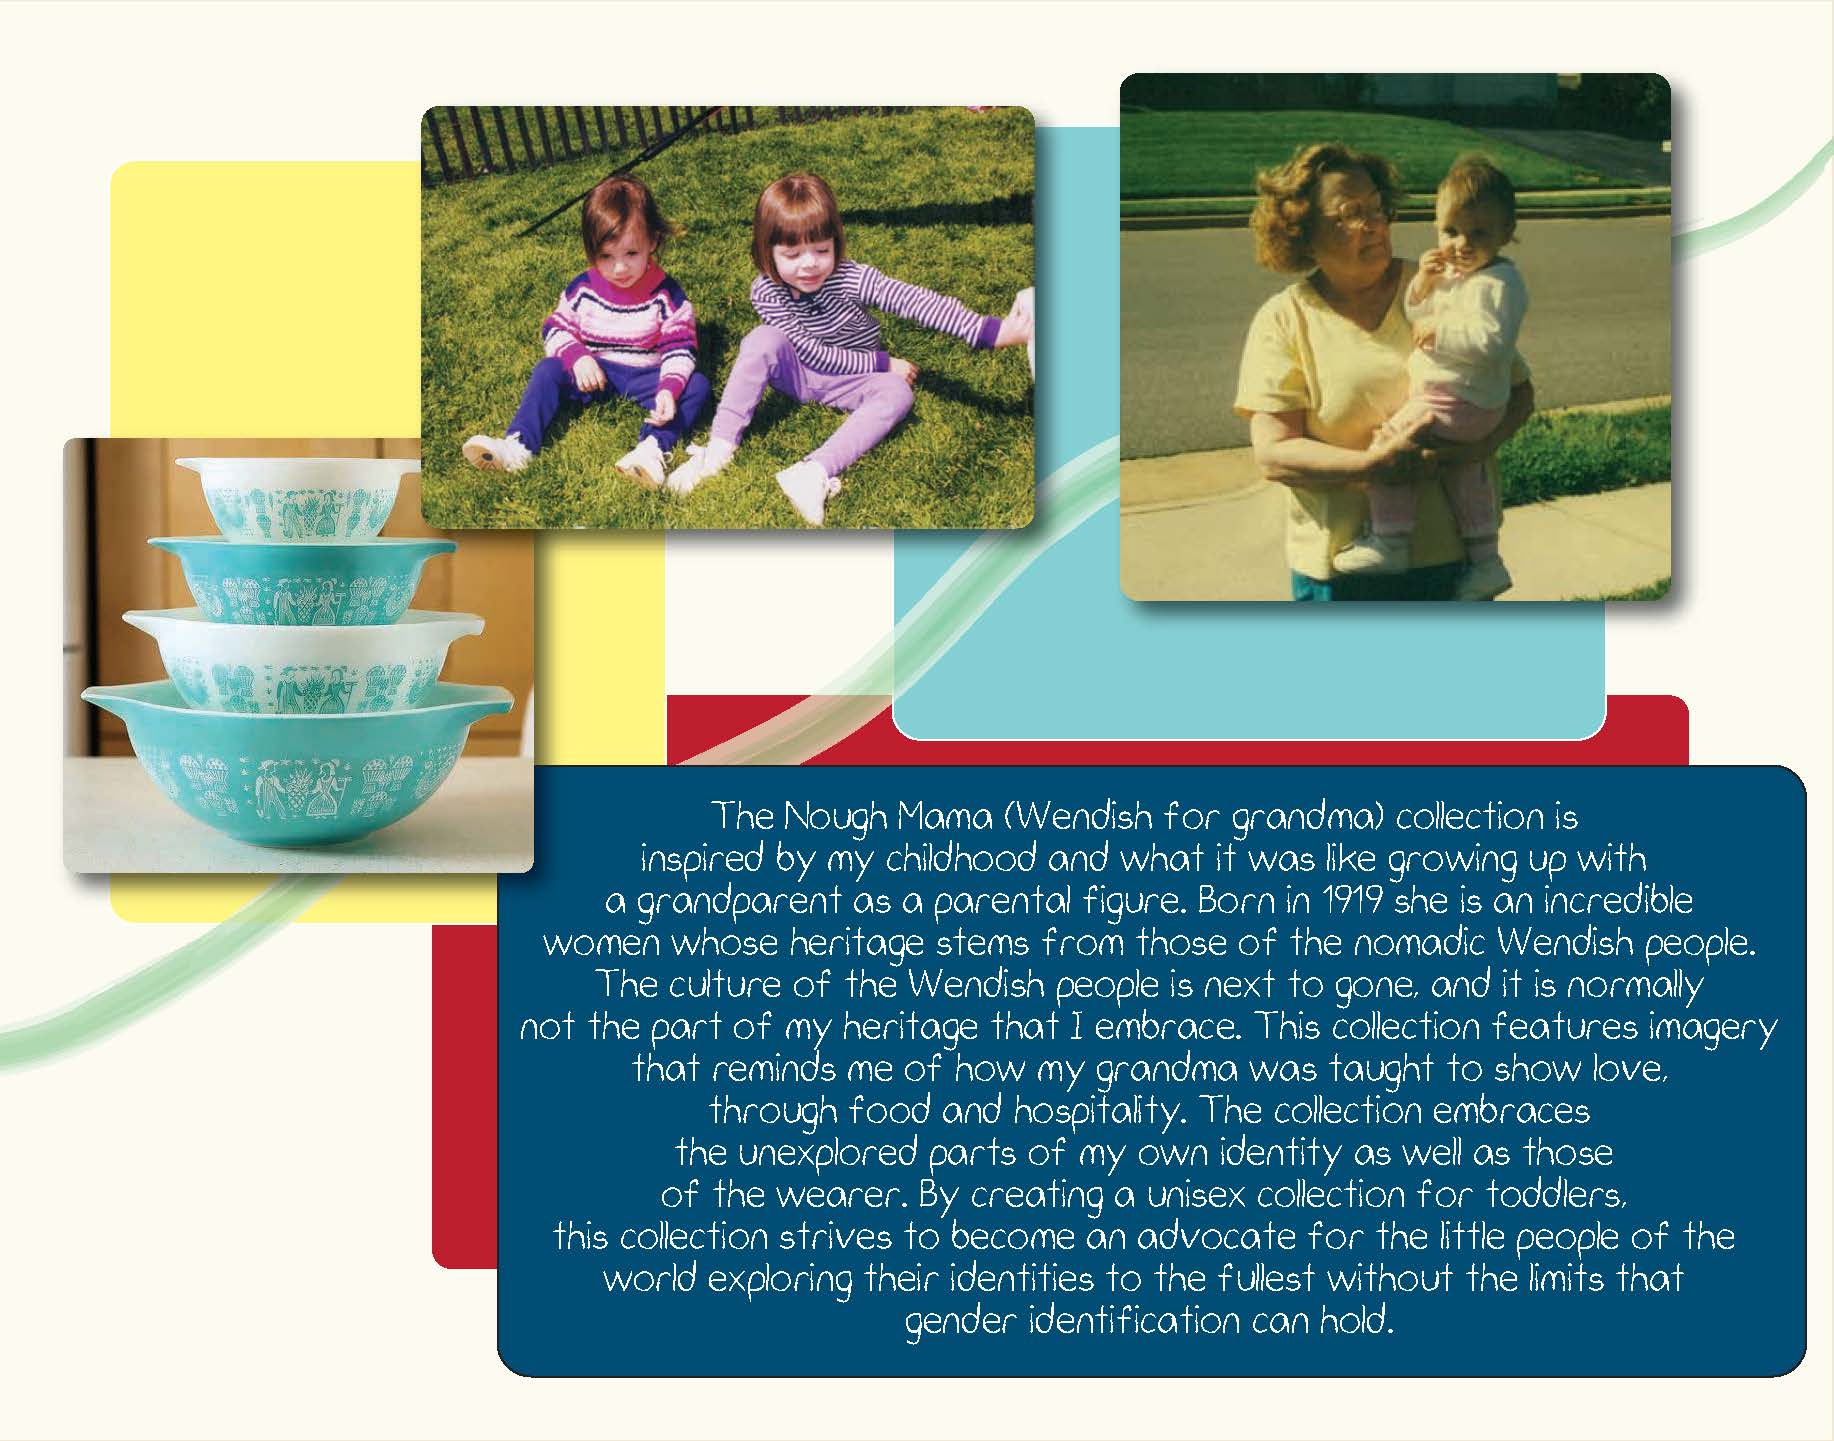 The Nough Mama (Wendish for grandma) collection is
inspired by my childhood and what it was like growing up with
a grandparent as a parental figure. Born in 1919 she is an incredible
women whose heritage stems from those of the nomadic Wendish people.
The culture of the Wendish people is next to gone, and it is normally
not the part of my heritage that I embrace. This collection features imagery
that reminds me of how my grandma was taught to show love,
through food and hospitality. The collection embraces
the unexplored parts of my own identity as well as those
of the wearer. By creating a unisex collection for toddlers,
this collection strives to become an advocate for the little people of the
world exploring their identities to the fullest without the limits that
gender identification can hold.